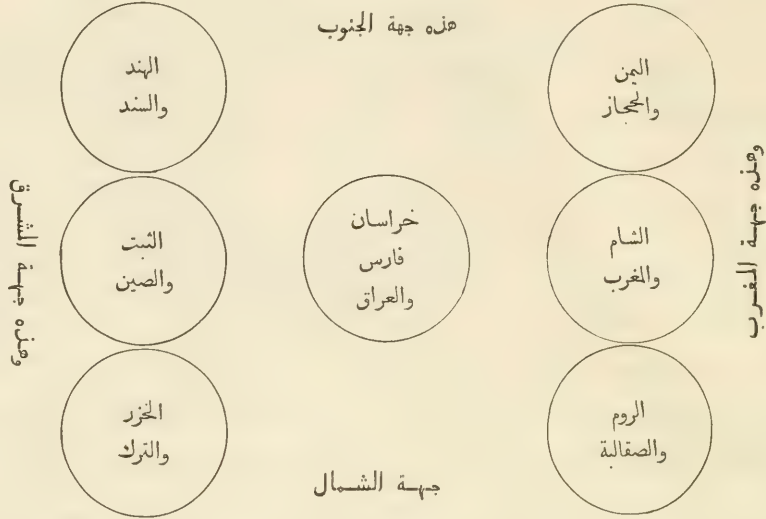 هذه جهة الجنوب
اليمن
والحجاز
الهند
والسند
وهذه جهة المغرب
الشام
والمغرب
خراسان
فارس
والعراق
الثبت
والصين
وهذه جهة المشرق
الروم
والصقالبة
الخزر
والترك
جهة الشمال